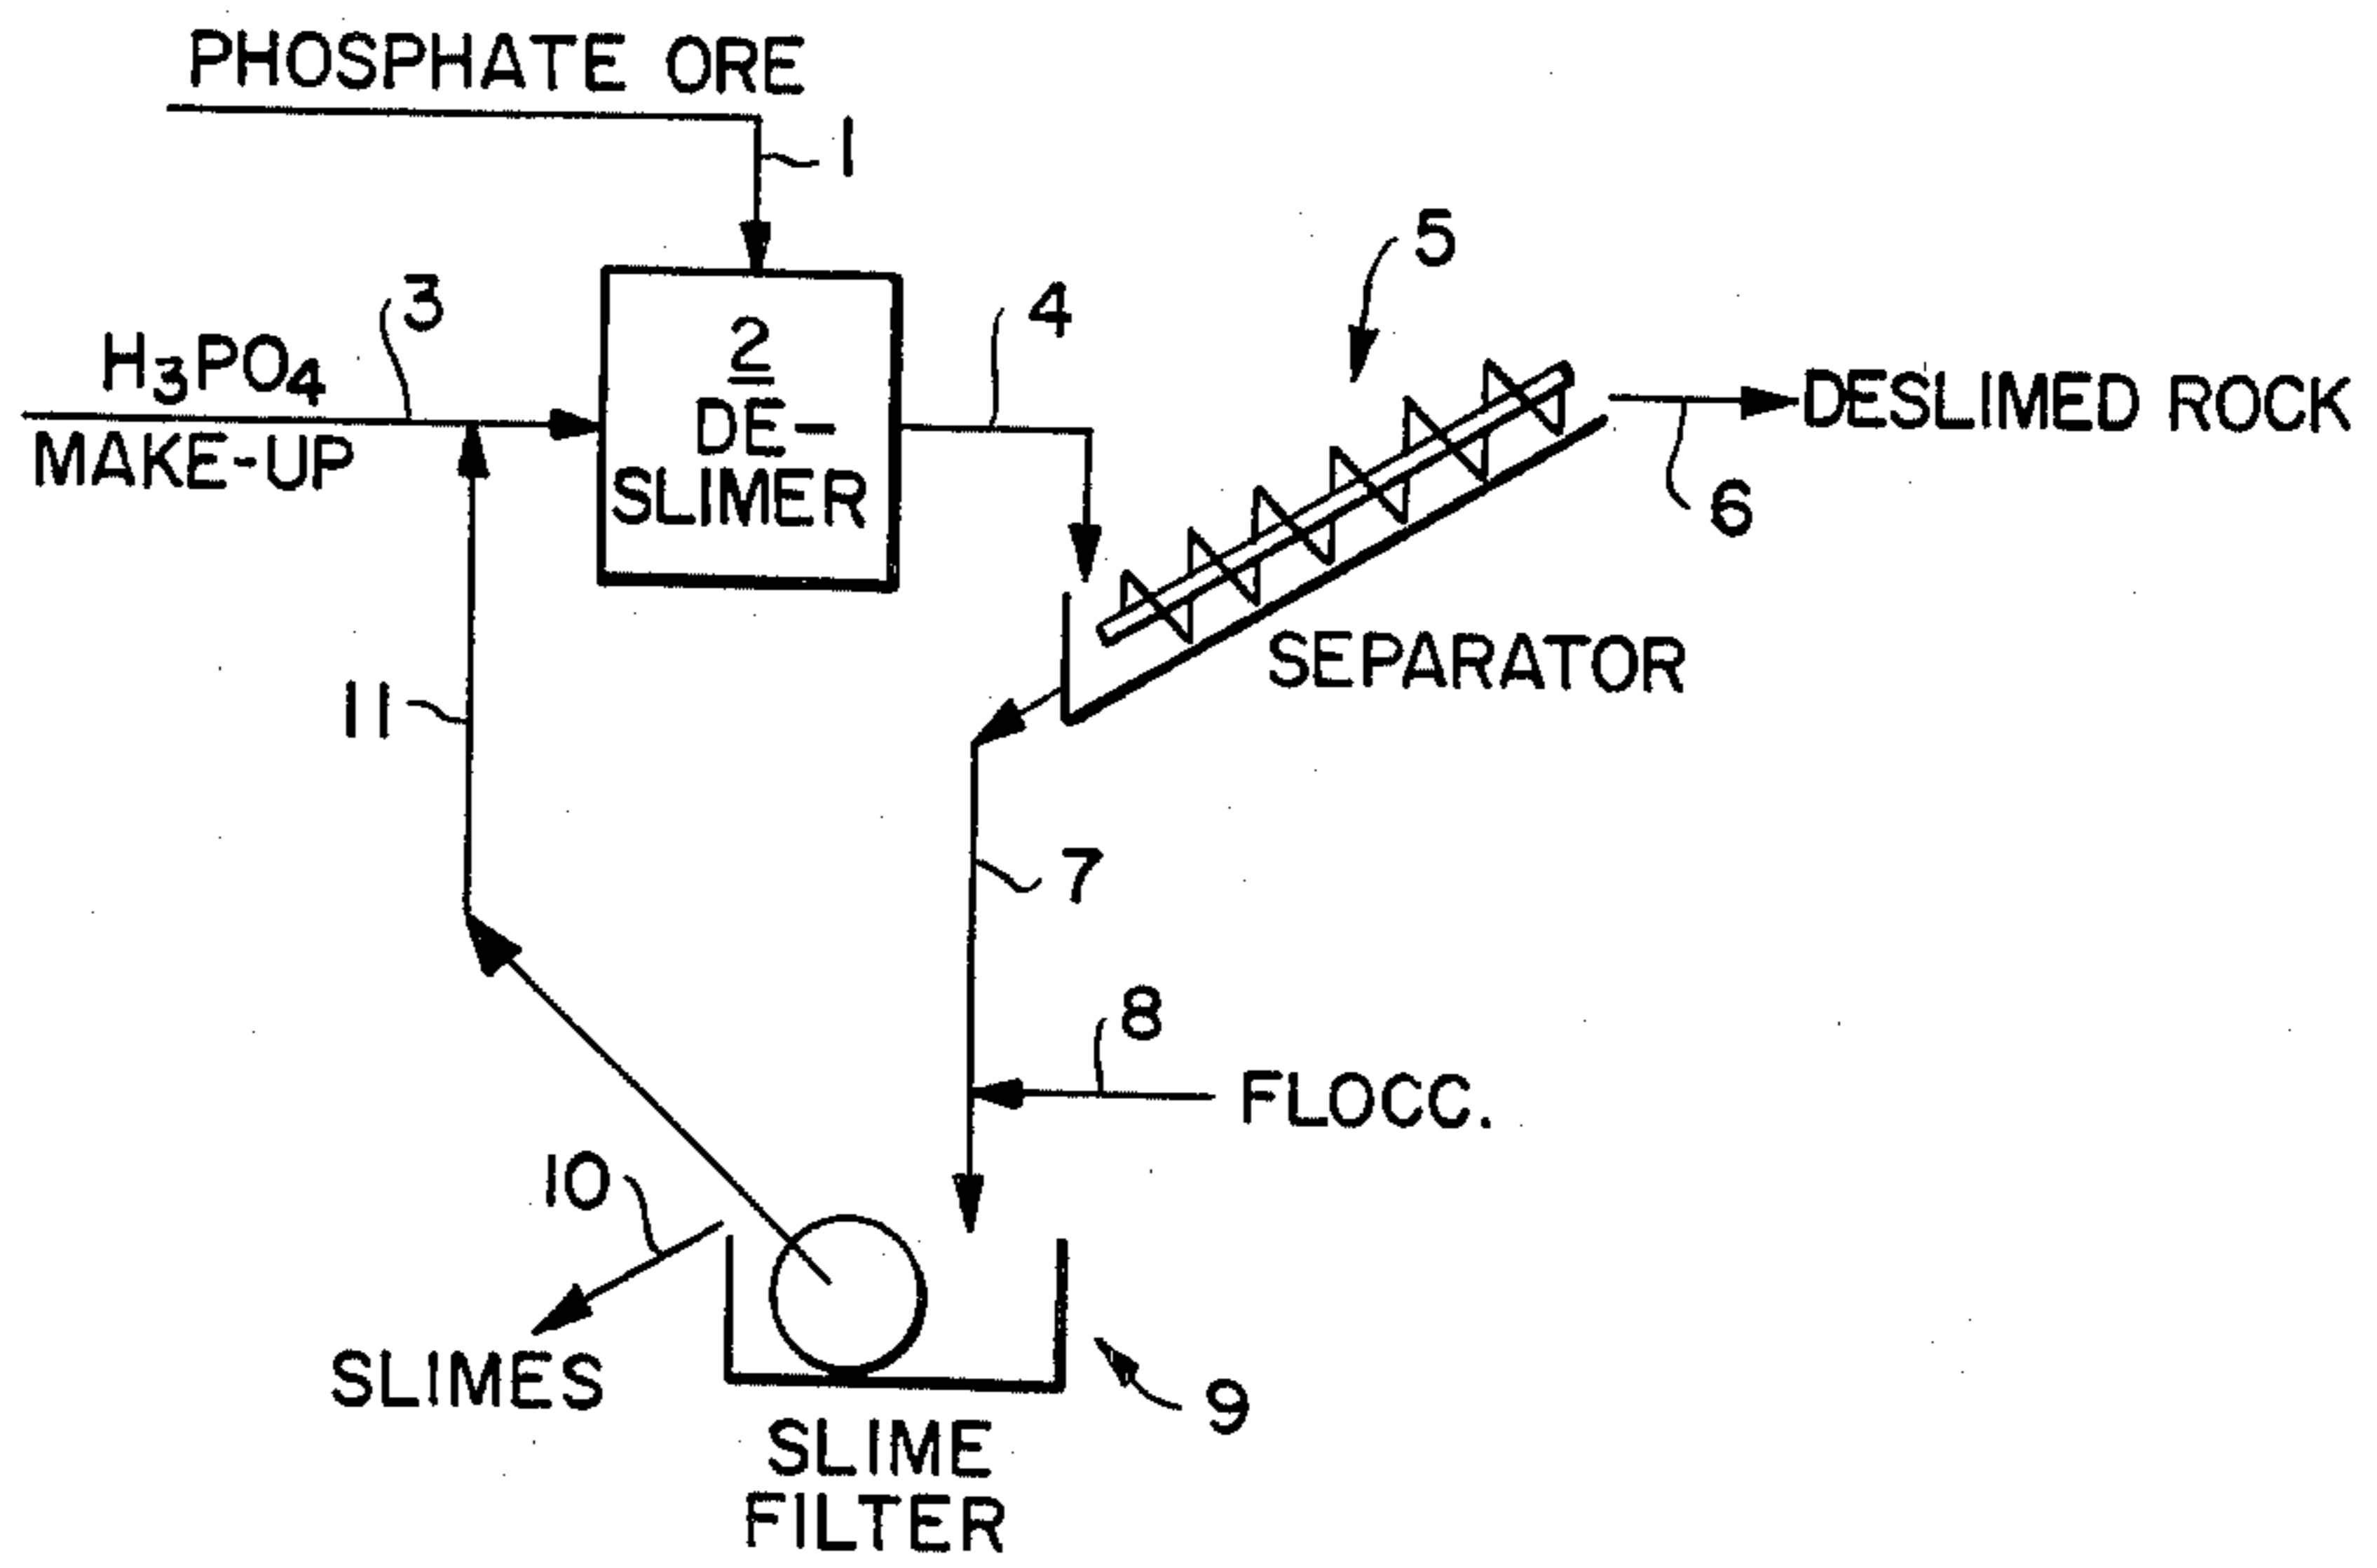 PHOSPHATE ORE
1
5
3
4
H₃PO₄
MAKE-UP
2
DE-
SLIMER
DESLIMED ROCK
6
SEPARATOR
11
7
8
FLOCC.
10
SLIMES
9
SLIME
FILTER